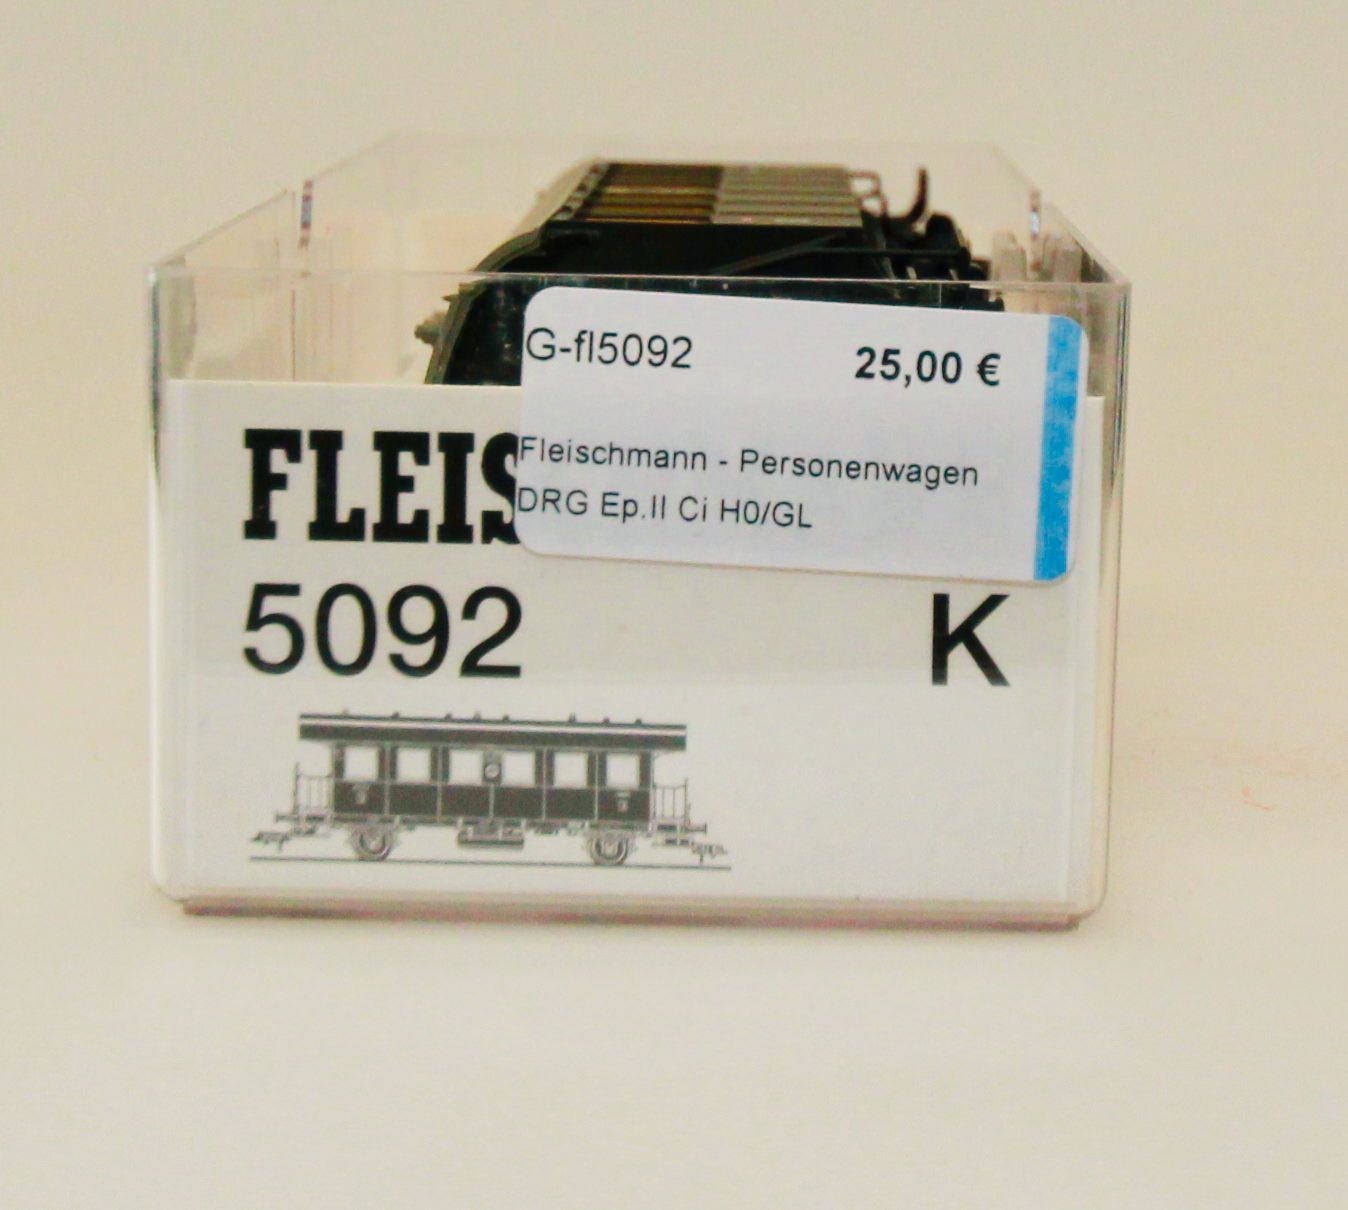 G-fl5092 25,00 €
Fleischmann - Personenwagen
DRG Ep.II Ci H0/GL
FLEIS
5092 K